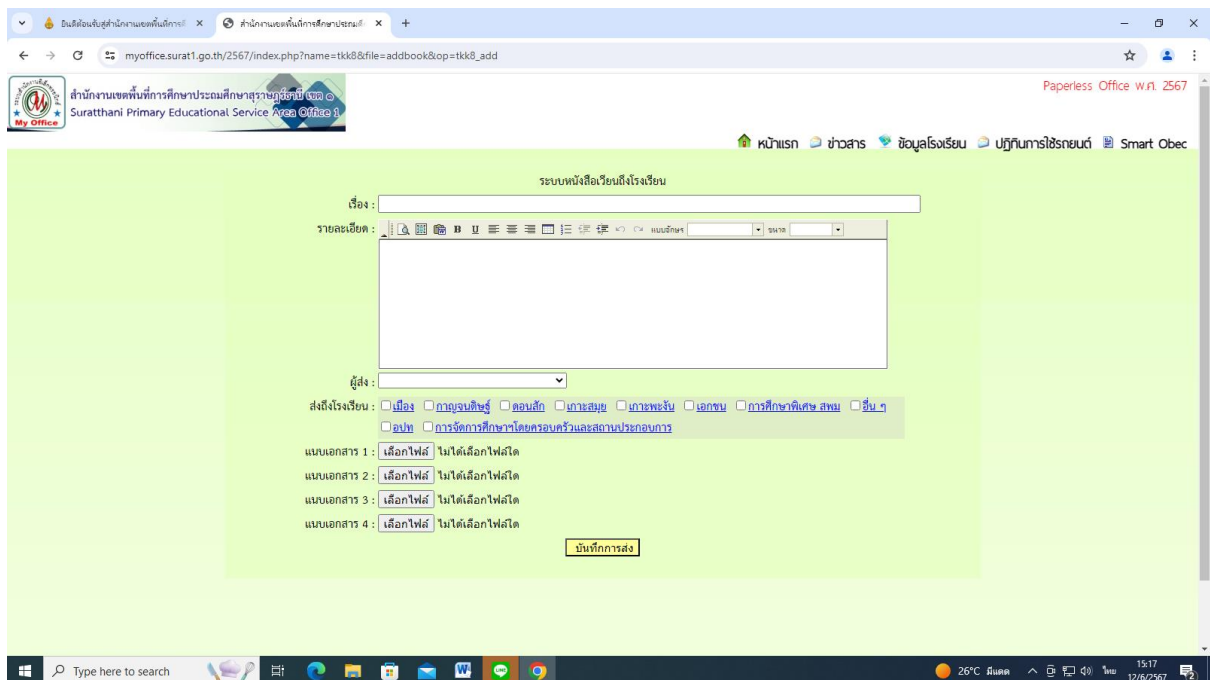 ยินดีต้อนรับสู่สำนักงานเขตพื้นที่การศึ
สำนักงานเขตพื้นที่การศึกษาประถมศึ
myoffice.surat1.go.th/2567/index.php?name=tkk8&file=addbook&op=tkk8_add
สำนักงานเขตพื้นที่การศึกษาประถมศึกษาสุราษฎร์ธานี เขต ๑
Suratthani Primary Educational Service Area Office 1
My Office
Paperless Office พ.ศ. 2567
หน้าแรก ข่าวสาร ข้อมูลโรงเรียน ปฏิทินการใช้รถยนต์ Smart Obec
ระบบหนังสือเวียนถึงโรงเรียน
เรื่อง :
รายละเอียด : B U แบบอักษร ขนาด
ผู้ส่ง :
ส่งถึงโรงเรียน : เมือง กาญจนดิษฐ์ ดอนสัก เกาะสมุย เกาะพะงัน เอกชน การศึกษาพิเศษ สพม อื่น ๆ
อปท การจัดการศึกษาฯโดยครอบครัวและสถานประกอบการ
แนบเอกสาร 1 : เลือกไฟล์ ไม่ได้เลือกไฟล์ใด
แนบเอกสาร 2 : เลือกไฟล์ ไม่ได้เลือกไฟล์ใด
แนบเอกสาร 3 : เลือกไฟล์ ไม่ได้เลือกไฟล์ใด
แนบเอกสาร 4 : เลือกไฟล์ ไม่ได้เลือกไฟล์ใด
บันทึกการส่ง
Type here to search
26°C มีแดด
ไทย
15:17
12/6/2567